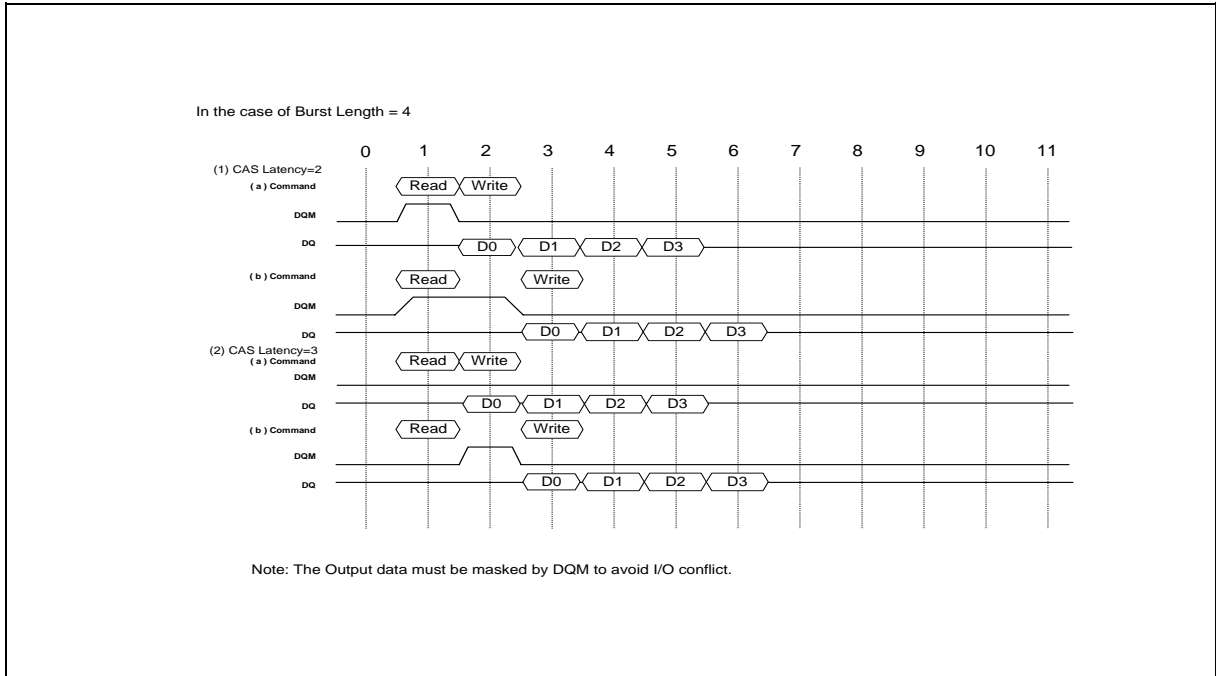 In the case of Burst Length = 4
0 1 2 3 4 5 6 7 8 9 10 11
(1) CAS Latency=2
( a ) Command Read Write
DQM
DQ D0 D1 D2 D3
( b ) Command Read Write
DQM
DQ D0 D1 D2 D3
(2) CAS Latency=3
( a ) Command Read Write
DQM
DQ D0 D1 D2 D3
( b ) Command Read Write
DQM
DQ D0 D1 D2 D3
Note: The Output data must be masked by DQM to avoid I/O conflict.